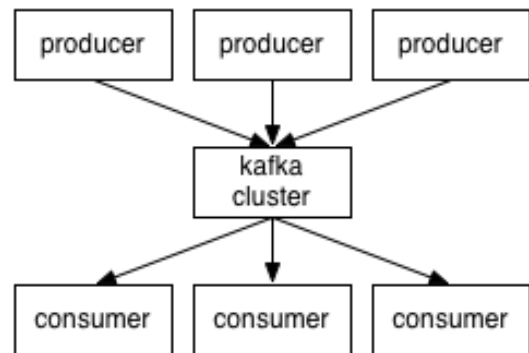 producer
producer
producer
kafka
cluster
consumer
consumer
consumer